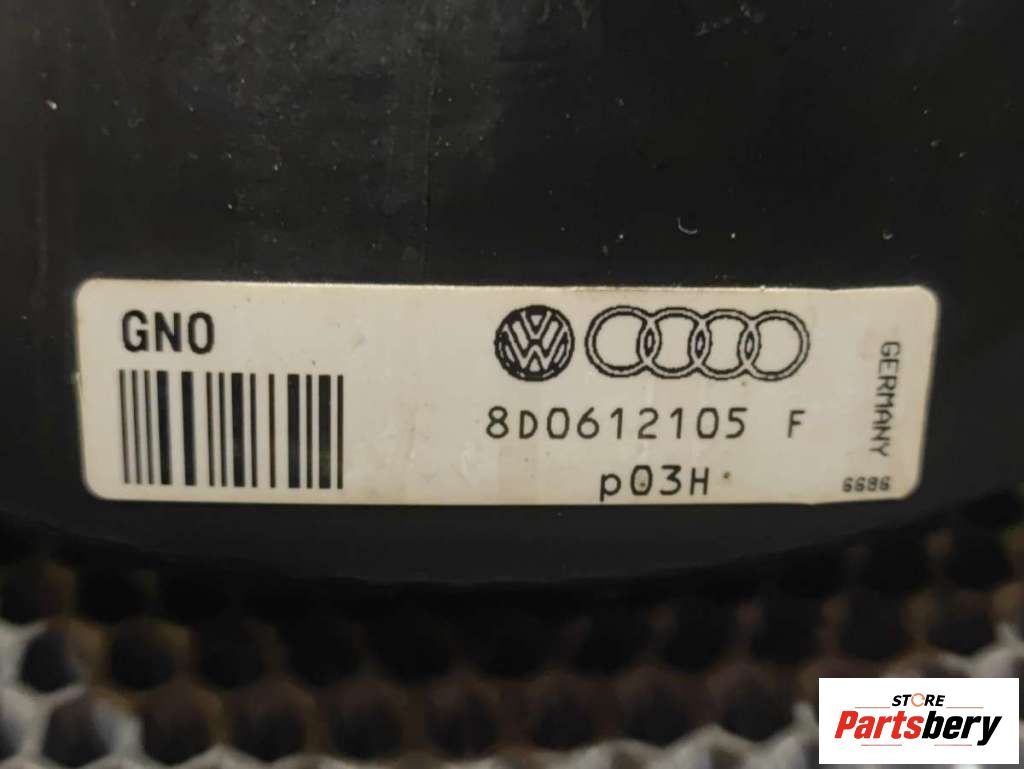 GNO
8D0612105 F
p03H
GERMANY
6686
STORE
Partsbery